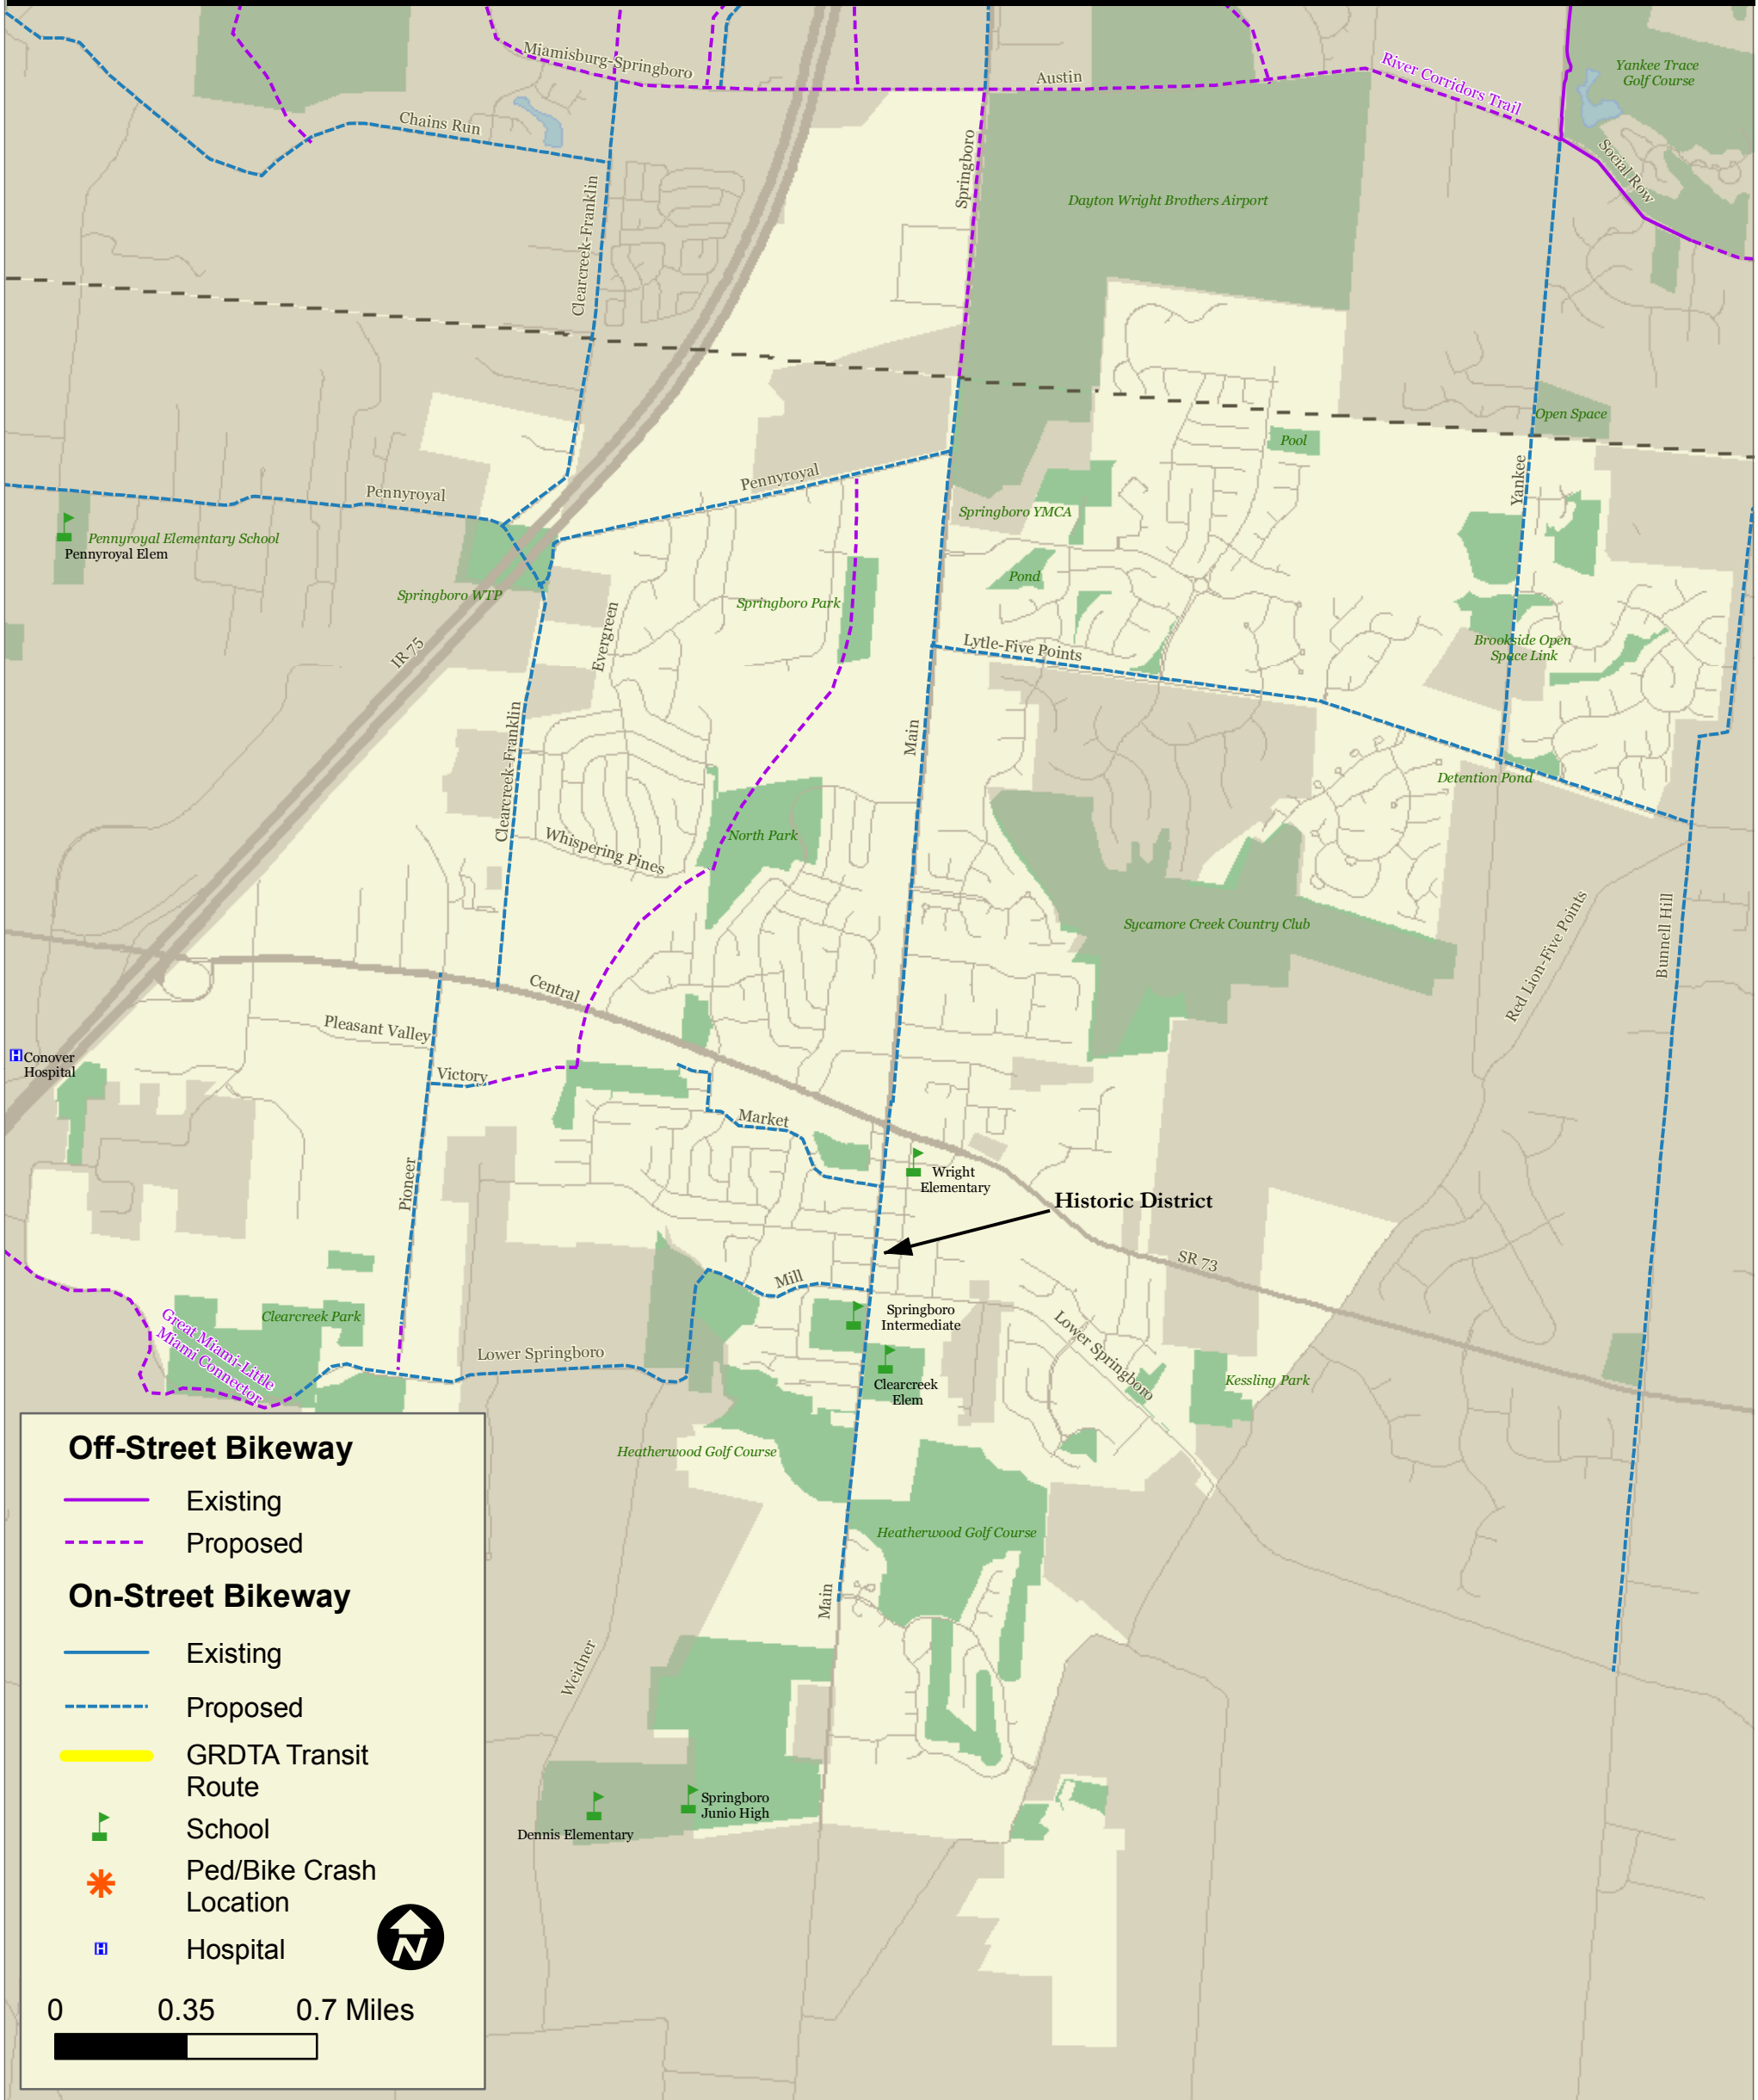 Yankee Trace
Golf Course
Miamisburg-Springboro
Austin
River Corridors Trail
Chains Run
Social Row
Springboro
Dayton Wright Brothers Airport
Clearcreek-Franklin
Open Space
Pool
Pennyroyal
Pennyroyal
Yankee
Springboro YMCA
Pennyroyal Elementary School
Pennyroyal Elem
Pond
Springboro WTP
Springboro Park
Evergreen
IR 75
Lytle-Five Points
Brookside Open
Space Link
Main
Clearcreek-Franklin
Detention Pond
North Park
Whispering Pines
Sycamore Creek Country Club
Red Lion-Five Points
Bunnell Hill
Central
Pleasant Valley
Conover
Hospital
Victory
Market
Wright
Elementary
Pioneer
Historic District
SR 73
Mill
Springboro
Intermediate
Clearcreek Park
Great Miami-Little
Miami Connector
Lower Springboro
Lower Springboro
Clearcreek
Elem
Kessling Park
Heatherwood Golf Course
Heatherwood Golf Course
Main
Weidner
Springboro
Junio High
Dennis Elementary
Off-Street Bikeway
Existing
Proposed
On-Street Bikeway
Existing
Proposed
GRDTA Transit
Route
School
Ped/Bike Crash
Location
H Hospital
N
0 0.35 0.7 Miles